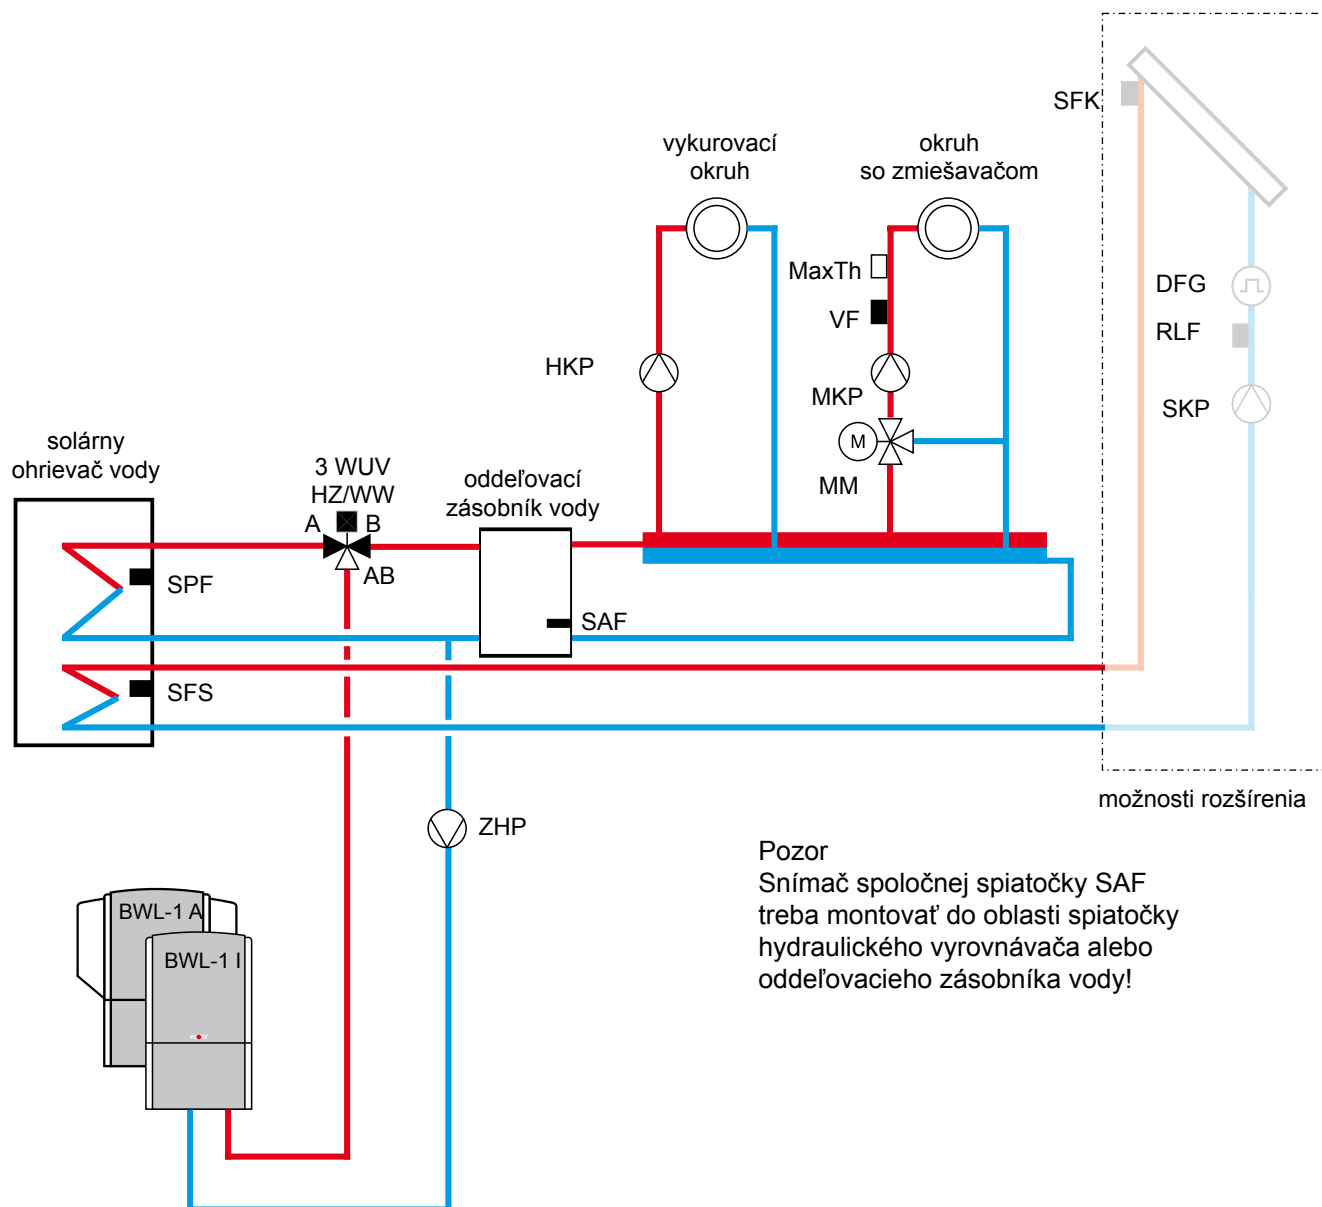 SFK
vykurovací
okruh
okruh
so zmiešavačom
MaxTh
VF
DFG
RLF
HKP
MKP
SKP
M
MM
solárny
ohrievač vody
3 WUV
HZ/WW
A
B
AB
oddeľovací
zásobník vody
SPF
SAF
SFS
možnosti rozšírenia
ZHP
Pozor
Snímač spoločnej spiatočky SAF
treba montovať do oblasti spiatočky
hydraulického vyrovnávača alebo
oddeľovacieho zásobníka vody!
BWL-1 A
BWL-1 I